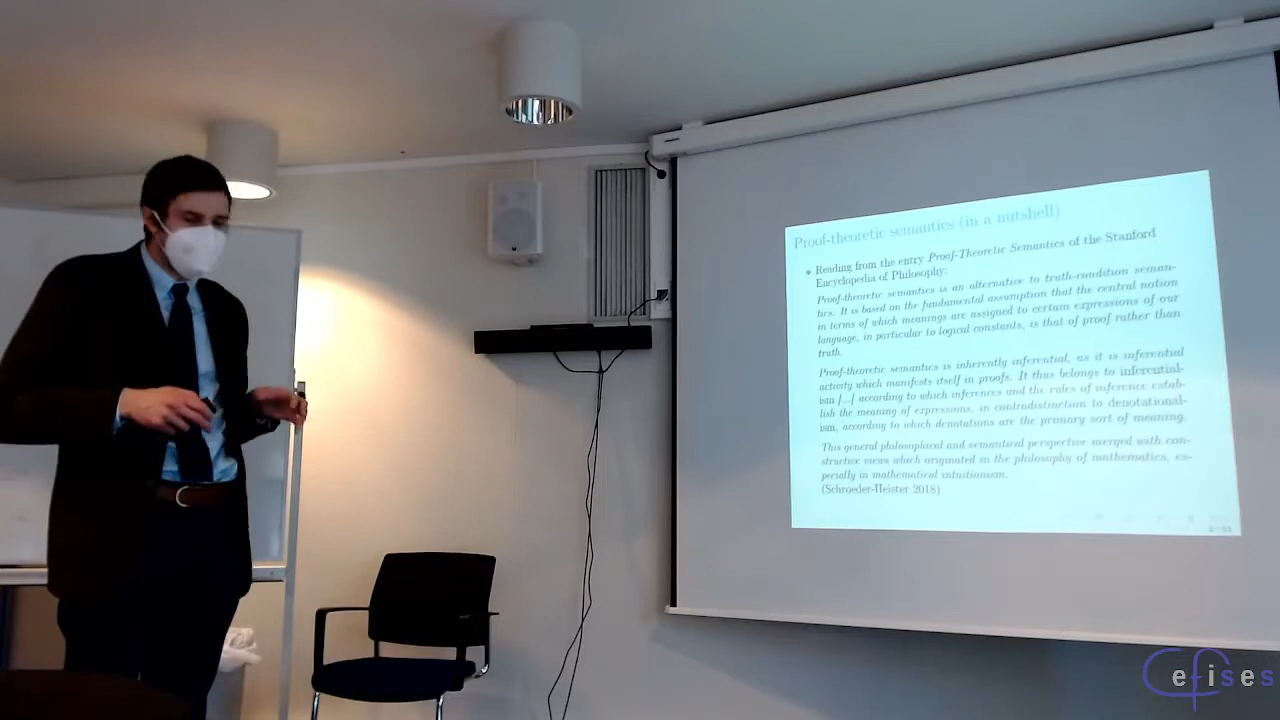 Proof-theoretic semantics (in a nutshell)
Reading from the entry Proof-Theoretic Semantics of the Stanford
Encyclopedia of Philosophy:
Proof-theoretic semantics is an alternative to truth-condition seman-
tics. It is based on the fundamental assumption that the central notion
in terms of which meanings are assigned to certain expressions of our
language, in particular to logical constants, is that of proof rather than
truth.
Proof-theoretic semantics is inherently inferential, as it is inferential
activity which manifests itself in proofs. It thus belongs to inferential-
ism [...] according to which inferences and the rules of inference estab-
lish the meaning of expressions, in contradistinction to denotational-
ism, according to which denotations are the primary sort of meaning.
This general philosophical and semantical perspective merged with con-
structive views which originated in the philosophy of mathematics, es-
pecially in mathematical intuitionism.
(Schroeder-Heister 2018)
Cefises